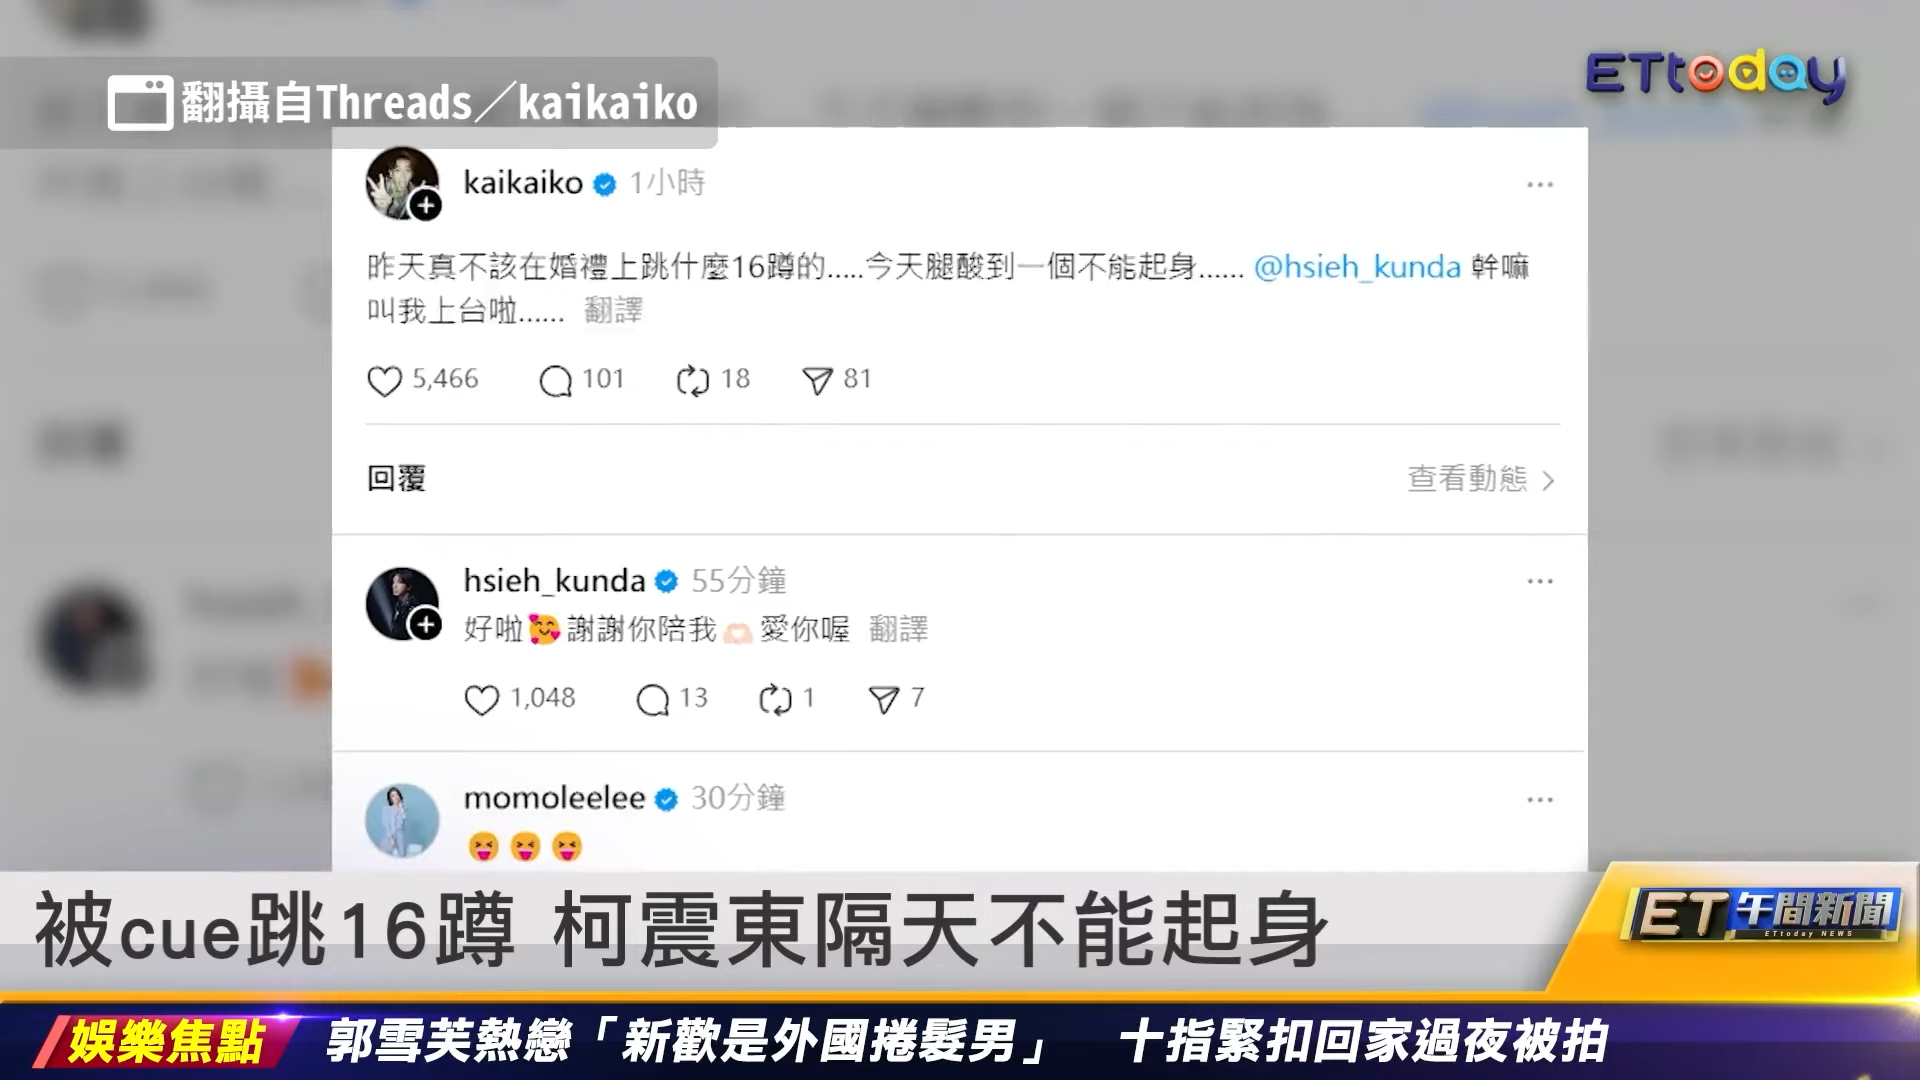 翻攝自Threads／kaikaiko
ETtoday
kaikaiko 1小時
昨天真不該在婚禮上跳什麼16蹲的.....今天腿酸到一個不能起身...... @hsieh_kunda 幹嘛
叫我上台啦...... 翻譯
5,466 101 18 81
回覆 查看動態
hsieh_kunda 55分鐘
好啦🥰謝謝你陪我🫶🏻愛你喔 翻譯
1,048 13 1 7
momoleelee 30分鐘
😝😝😝
被cue跳16蹲 柯震東隔天不能起身
ET午間新聞
ETtoday NEWS
娛樂焦點 郭雪芙熱戀「新歡是外國捲髮男」 十指緊扣回家過夜被拍